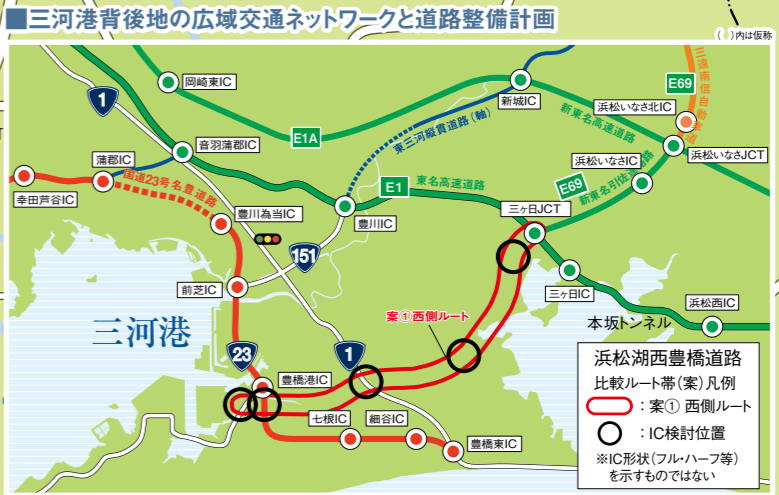 ■三河港背後地の広域交通ネットワークと道路整備計画
( )内は仮称
1
岡崎東IC
E1A
音羽蒲郡IC
蒲郡IC
幸田芦谷IC
国道23号名豊道路
豊川為当IC
151
前芝IC
豊川IC
東三河縦貫道路(軸)
新城IC
新東名高速道路
E69
三遠南信自動車道
浜松いなさ北IC
浜松いなさJCT
浜松いなさIC
E69
新東名引佐連絡路
E1
東名高速道路
三ヶ日JCT
三ヶ日IC
浜松西IC
本坂トンネル
三河港
23
豊橋港IC
1
案①西側ルート
七根IC
細谷IC
豊橋東IC
浜松湖西豊橋道路
比較ルート帯(案)凡例
:案① 西側ルート
:IC検討位置
※IC形状(フル・ハーフ等)
を示すものではない